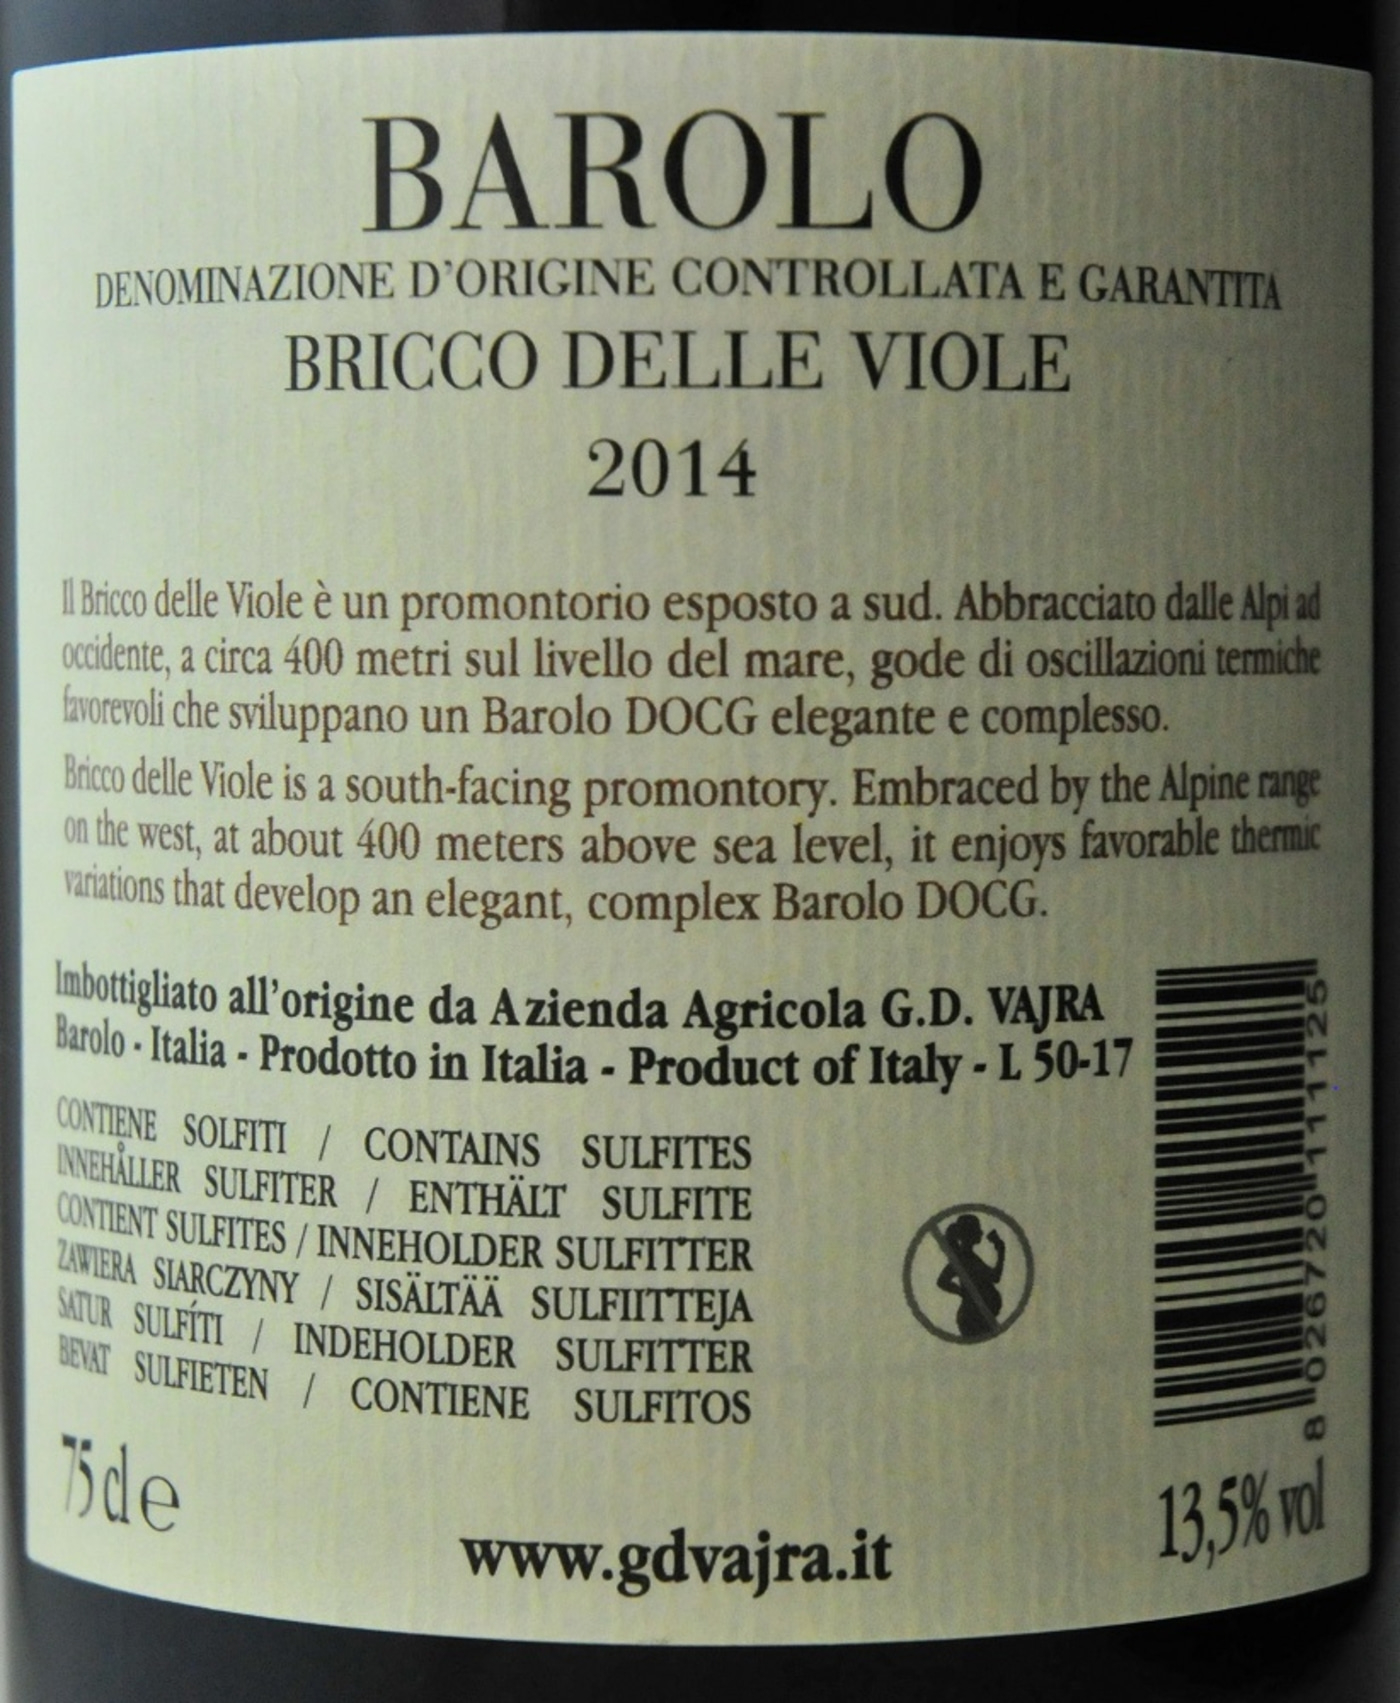 BAROLO
DENOMINAZIONE D'ORIGINE CONTROLLATA E GARANTITA
BRICCO DELLE VIOLE
2014
Il Bricco delle Viole è un promontorio esposto a sud. Abbracciato dalle Alpi ad
occidente, a circa 400 metri sul livello del mare, gode di oscillazioni termiche
favorevoli che sviluppano un Barolo DOCG elegante e complesso.
Bricco delle Viole is a south-facing promontory. Embraced by the Alpine range
on the west, at about 400 meters above sea level, it enjoys favorable thermic
variations that develop an elegant, complex Barolo DOCG.
Imbottigliato all'origine da Azienda Agricola G.D. VAJRA
Barolo - Italia - Prodotto in Italia - Product of Italy - L 50-17
CONTIENE SOLFITI / CONTAINS SULFITES
INNEHÅLLER SULFITER / ENTHÄLT SULFITE
CONTIENT SULFITES / INNEHOLDER SULFITTER
ZAWIERA SIARCZYNY / SISÄLTÄÄ SULFIITTEJA
SATUR SULFÍTI / INDEHOLDER SULFITTER
BEVAT SULFIETEN / CONTIENE SULFITOS
8 026720 111125
75 cl e
13,5% vol
www.gdvajra.it